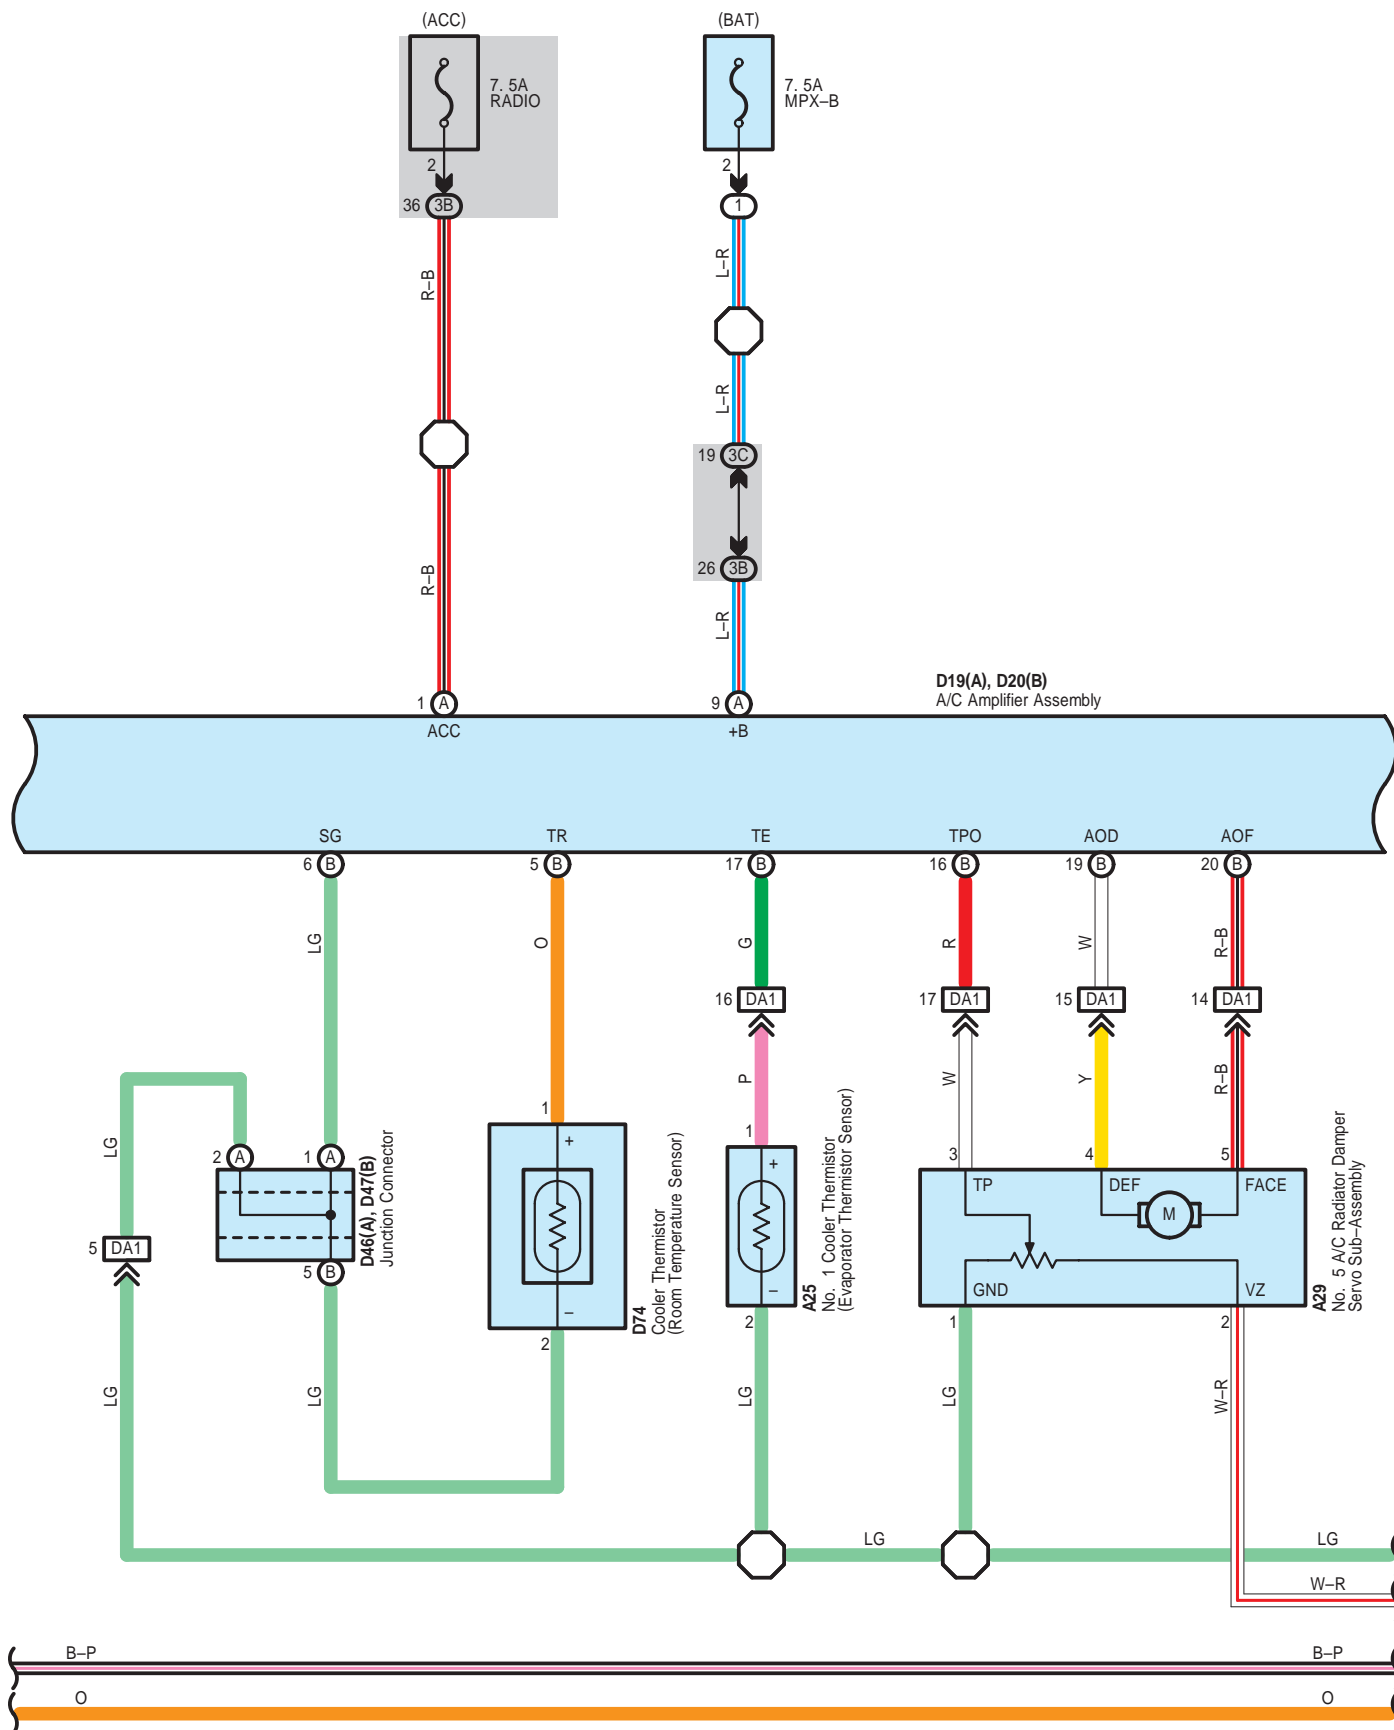 (ACC)
(BAT)
7. 5A
RADIO
7. 5A
MPX–B
2
2
36
3B
1
R–B
L–R
L–R
19
3C
26
3B
R–B
L–R
D19(A), D20(B)
A/C Amplifier Assembly
1
A
9
A
ACC
+B
SG
TR
TE
TPO
AOD
AOF
6
B
5
B
17
B
16
B
19
B
20
B
LG
O
G
R
W
R–B
16
DA1
17
DA1
15
DA1
14
DA1
P
W
Y
R–B
LG
2
A
1
A
1
1
3
4
5
D46(A), D47(B)
Junction Connector
+
+
TP
DEF
FACE
M
5
DA1
5
B
–
–
GND
VZ
D74
Cooler Thermistor
(Room Temperature Sensor)
A25
No. 1 Cooler Thermistor
(Evaporator Thermistor Sensor)
A29
No. 5 A/C Radiator Damper
Servo Sub–Assembly
2
2
1
2
LG
LG
LG
LG
W–R
LG
LG
W–R
B–P
B–P
O
O